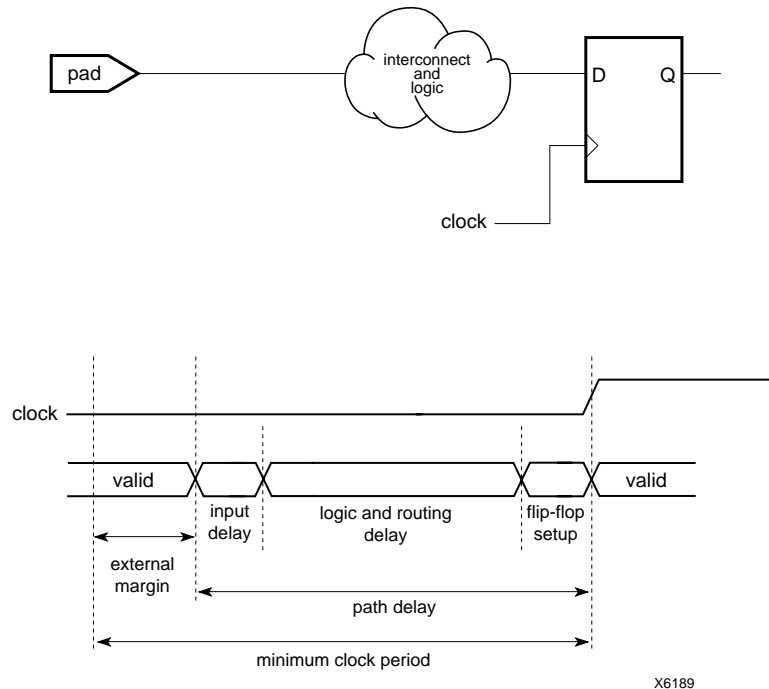 pad
interconnect
and
logic
D
Q
clock
clock
valid
valid
input
delay
logic and routing
delay
flip-flop
setup
external
margin
path delay
minimum clock period
X6189